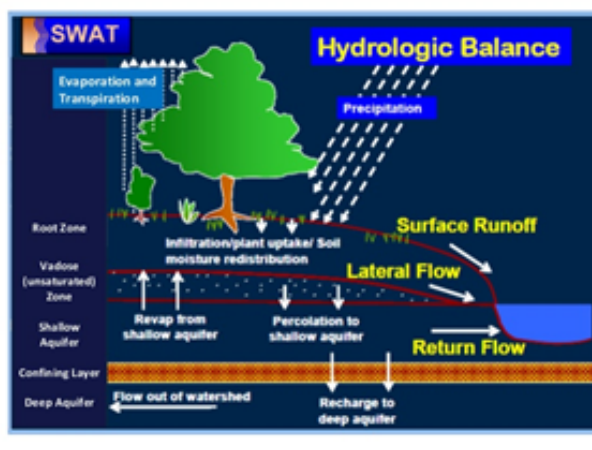 SWAT
Hydrologic Balance
Evaporation and
Transpiration
Precipitation
Root Zone
Surface Runoff
Infiltration/plant uptake/ Soil
moisture redistribution
Vadose
(unsaturated)
Zone
Lateral Flow
Shallow
Aquifer
Revap from
shallow aquifer
Percolation to
shallow aquifer
Return Flow
Confining Layer
Deep Aquifer
Flow out of watershed
Recharge to
deep aquifer